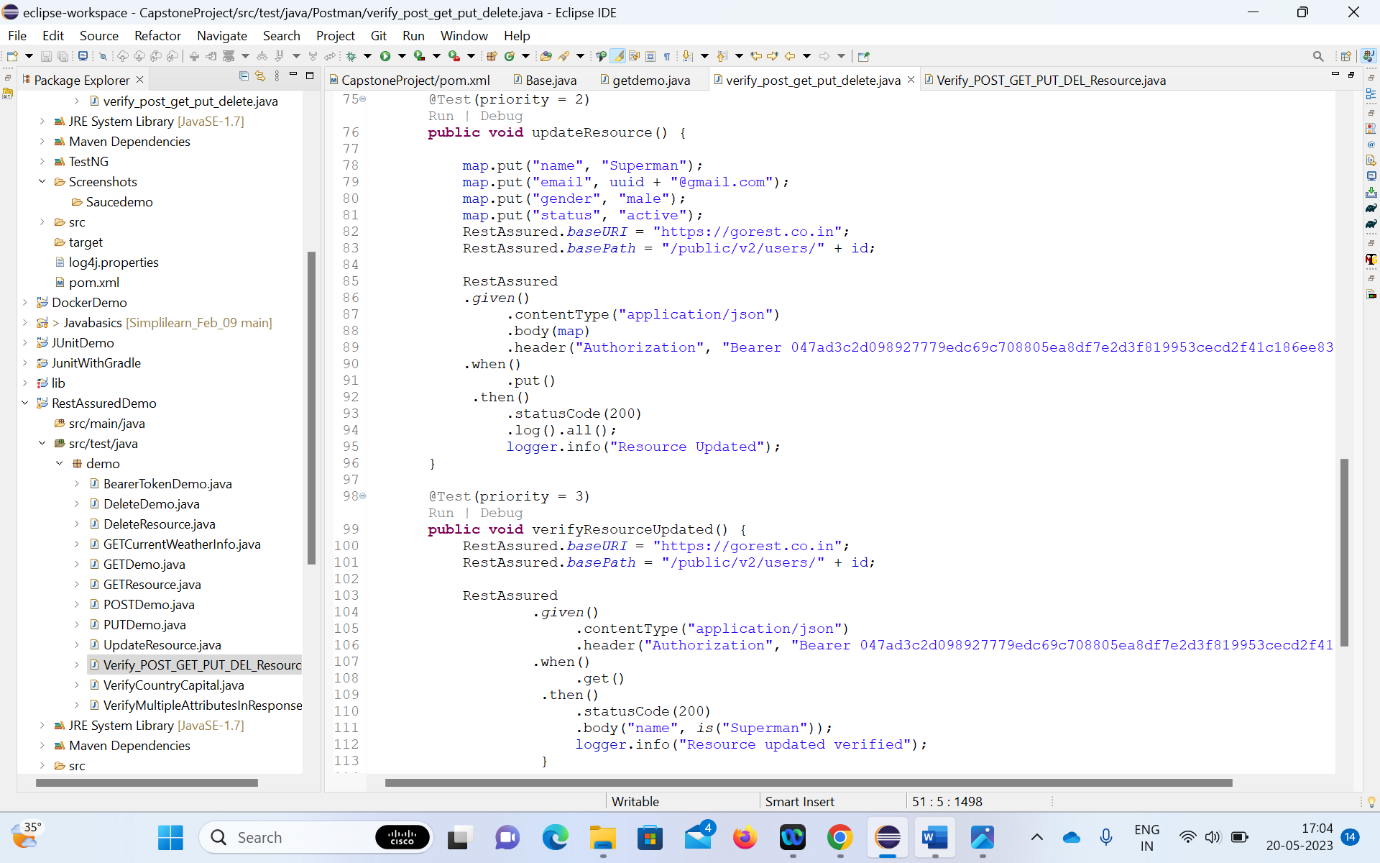 eclipse-workspace - CapstoneProject/src/test/java/Postman/verify_post_get_put_delete.java - Eclipse IDE
File Edit Source Refactor Navigate Search Project Git Run Window Help
Package Explorer
CapstoneProject/pom.xml Base.java getdemo.java verify_post_get_put_delete.java Verify_POST_GET_PUT_DEL_Resource.java
verify_post_get_put_delete.java
JRE System Library [JavaSE-1.7]
Maven Dependencies
TestNG
Screenshots
Saucedemo
src
target
log4j.properties
pom.xml
DockerDemo
> Javabasics [Simplilearn_Feb_09 main]
JUnitDemo
JunitWithGradle
lib
RestAssuredDemo
src/main/java
src/test/java
demo
BearerTokenDemo.java
DeleteDemo.java
DeleteResource.java
GETCurrentWeatherInfo.java
GETDemo.java
GETResource.java
POSTDemo.java
PUTDemo.java
UpdateResource.java
Verify_POST_GET_PUT_DEL_Resourc
VerifyCountryCapital.java
VerifyMultipleAttributesInResponse
JRE System Library [JavaSE-1.7]
Maven Dependencies
src
75 @Test(priority = 2)
Run | Debug
76 public void updateResource() {
77
78 map.put("name", "Superman");
79 map.put("email", uuid + "@gmail.com");
80 map.put("gender", "male");
81 map.put("status", "active");
82 RestAssured.baseURI = "https://gorest.co.in";
83 RestAssured.basePath = "/public/v2/users/" + id;
84
85 RestAssured
86 .given()
87 .contentType("application/json")
88 .body(map)
89 .header("Authorization", "Bearer 047ad3c2d098927779edc69c708805ea8df7e2d3f819953cecd2f41c186ee83
90 .when()
91 .put()
92 .then()
93 .statusCode(200)
94 .log().all();
95 logger.info("Resource Updated");
96 }
97
98 @Test(priority = 3)
Run | Debug
99 public void verifyResourceUpdated() {
100 RestAssured.baseURI = "https://gorest.co.in";
101 RestAssured.basePath = "/public/v2/users/" + id;
102
103 RestAssured
104 .given()
105 .contentType("application/json")
106 .header("Authorization", "Bearer 047ad3c2d098927779edc69c708805ea8df7e2d3f819953cecd2f41
107 .when()
108 .get()
109 .then()
110 .statusCode(200)
111 .body("name", is("Superman"));
112 logger.info("Resource updated verified");
113 }
Writable Smart Insert 51 : 5 : 1498
35°
Search
cisco
4
ENG
IN
17:04
20-05-2023
14